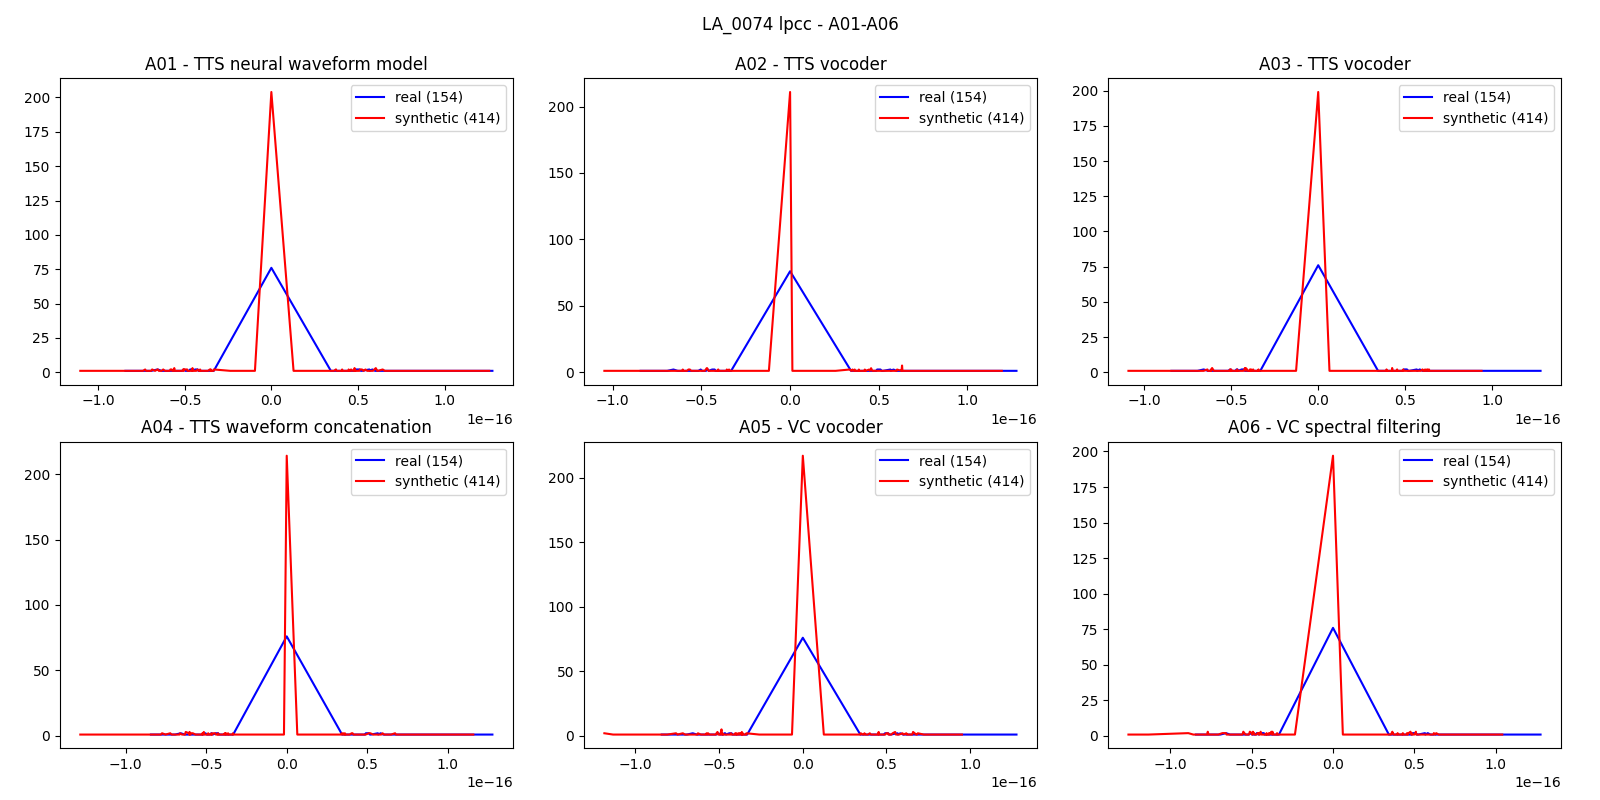 LA_0074 lpcc - A01-A06
A01 - TTS neural waveform model
real (154)
synthetic (414)
200
175
150
125
100
75
50
25
0
−1.0
−0.5
0.0
0.5
1.0
1e−16
A02 - TTS vocoder
real (154)
synthetic (414)
200
150
100
50
0
−1.0
−0.5
0.0
0.5
1.0
1e−16
A03 - TTS vocoder
real (154)
synthetic (414)
200
175
150
125
100
75
50
25
0
−1.0
−0.5
0.0
0.5
1.0
1e−16
A04 - TTS waveform concatenation
real (154)
synthetic (414)
200
150
100
50
0
−1.0
−0.5
0.0
0.5
1.0
1e−16
A05 - VC vocoder
real (154)
synthetic (414)
200
150
100
50
0
−1.0
−0.5
0.0
0.5
1.0
1e−16
A06 - VC spectral filtering
real (154)
synthetic (414)
200
175
150
125
100
75
50
25
0
−1.0
−0.5
0.0
0.5
1.0
1e−16